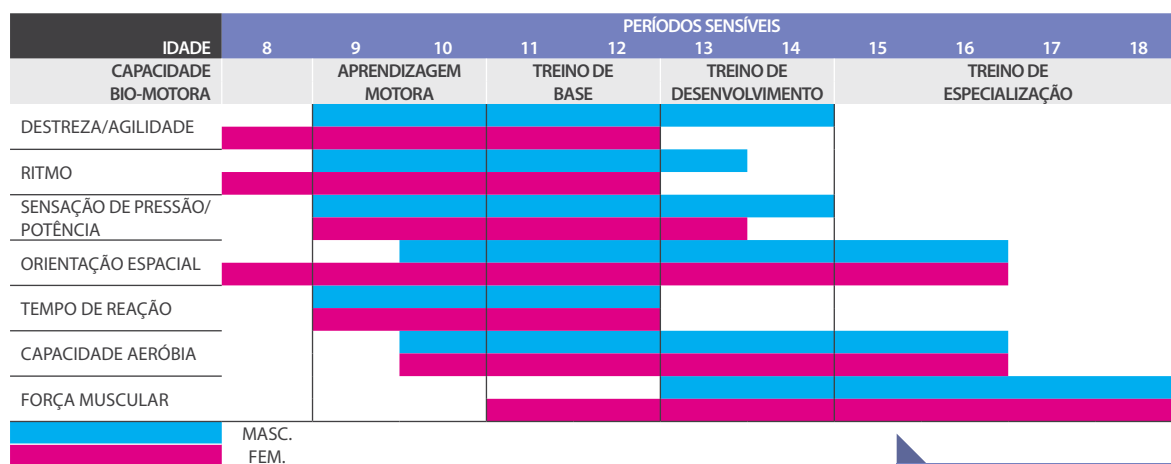 PERÍODOS SENSÍVEIS
IDADE 8 9 10 11 12 13 14 15 16 17 18
CAPACIDADE APRENDIZAGEM TREINO DE TREINO DE TREINO DE
BIO-MOTORA MOTORA BASE DESENVOLVIMENTO ESPECIALIZAÇÃO
DESTREZA/AGILIDADE
RITMO
SENSAÇÃO DE PRESSÃO/
POTÊNCIA
ORIENTAÇÃO ESPACIAL
TEMPO DE REAÇÃO
CAPACIDADE AERÓBIA
FORÇA MUSCULAR
MASC.
FEM.